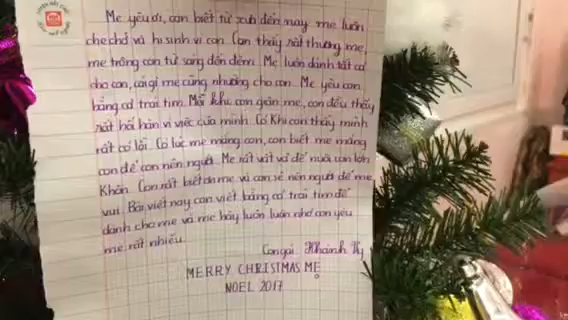 Mẹ yêu ơi, con biết từ xưa đến nay mẹ luôn
che chở và hi sinh vì con. Con thấy rất thương mẹ,
mẹ trông con từ sáng đến đêm. Mẹ luôn dành tất cả
cho con, cái gì mẹ cũng nhường cho con. Mẹ yêu con
bằng cả trái tim. Mỗi khi con giận mẹ, con đều thấy
rất hối hận vì việc của mình. Có khi con thấy mình
rất có lỗi. Có lúc mẹ mắng con, con biết mẹ mắng
con để con nên người. Mẹ rất vất vả để nuôi con lớn
khôn. Con rất biết ơn mẹ và con sẽ nên người để mẹ
vui. Bài viết này con viết bằng cả trái tim để
dành cho mẹ và mẹ hãy luôn luôn nhớ con yêu
mẹ rất nhiều.
Con gái Khánh Vy
MERRY CHRISTMAS MẸ
NOEL 2017